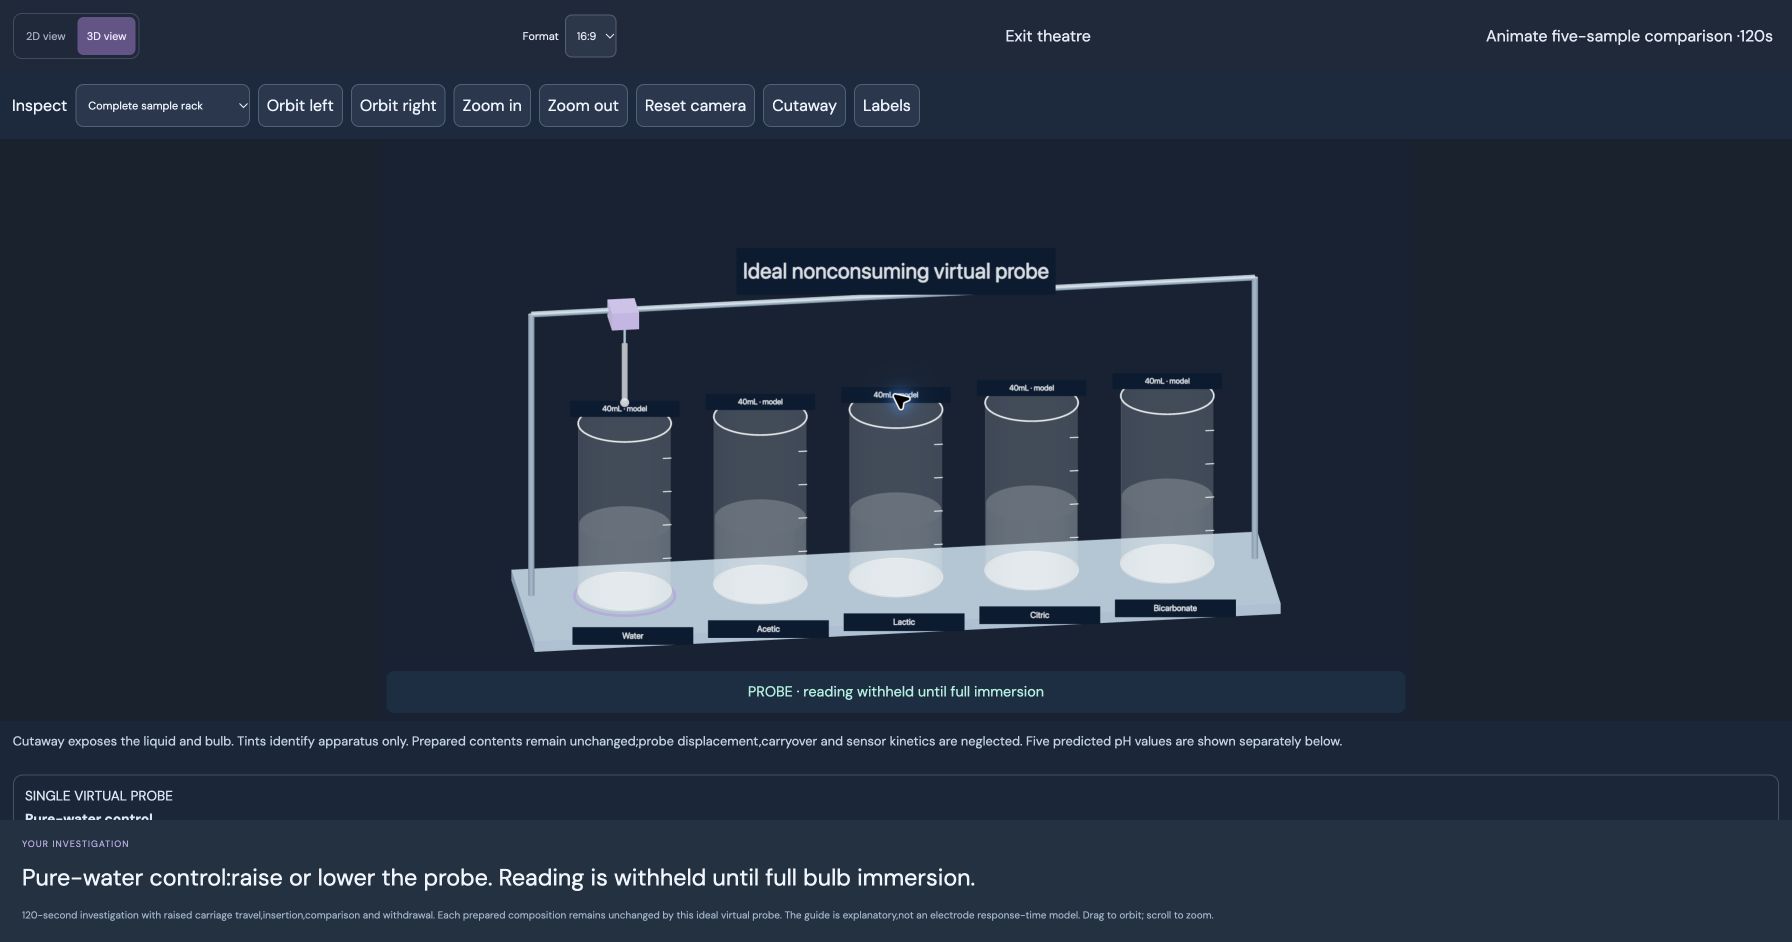 2D view 3D view Format 16:9 Exit theatre Animate five-sample comparison ·120s
Inspect Complete sample rack Orbit left Orbit right Zoom in Zoom out Reset camera Cutaway Labels
Ideal nonconsuming virtual probe
40mL · model 40mL · model 40mL model 40mL · model 40mL · model
Water Acetic Lactic Citric Bicarbonate
PROBE · reading withheld until full immersion
Cutaway exposes the liquid and bulb. Tints identify apparatus only. Prepared contents remain unchanged;probe displacement,carryover and sensor kinetics are neglected. Five predicted pH values are shown separately below.
SINGLE VIRTUAL PROBE
Pure-water control
YOUR INVESTIGATION
Pure-water control:raise or lower the probe. Reading is withheld until full bulb immersion.
120-second investigation with raised carriage travel,insertion,comparison and withdrawal. Each prepared composition remains unchanged by this ideal virtual probe. The guide is explanatory,not an electrode response-time model. Drag to orbit; scroll to zoom.